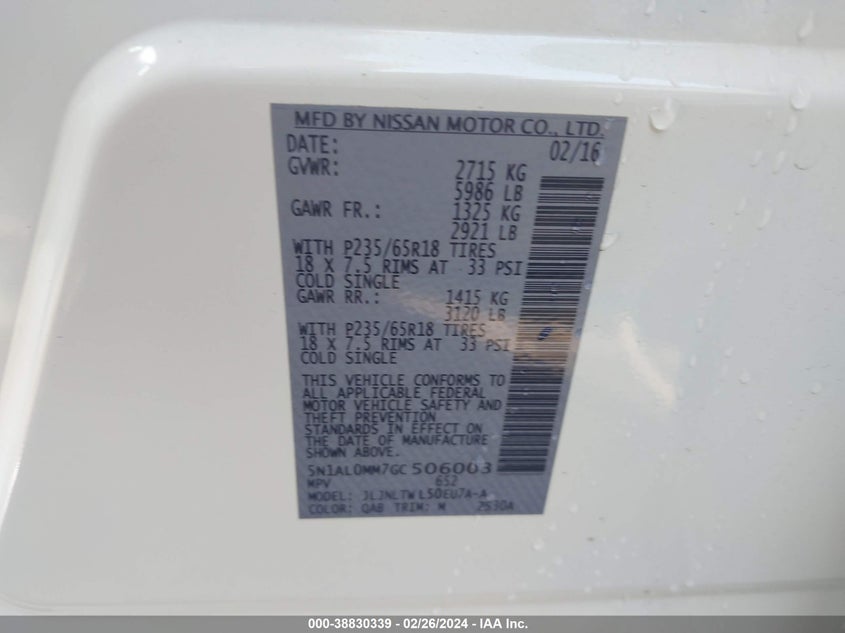 MFD BY NISSAN MOTOR CO., LTD.
DATE: 02/16
GVWR: 2715 KG
5986 LB
GAWR FR.: 1325 KG
2921 LB
WITH P235/65R18 TIRES
18 X 7.5 RIMS AT 33 PSI
COLD SINGLE
GAWR RR.: 1415 KG
3120 LB
WITH P235/65R18 TIRES
18 X 7.5 RIMS AT 33 PSI
COLD SINGLE
THIS VEHICLE CONFORMS TO
ALL APPLICABLE FEDERAL
MOTOR VEHICLE SAFETY AND
THEFT PREVENTION
STANDARDS IN EFFECT ON
THE DATE OF MANUFACTURE
SHOWN ABOVE.
5N1AL0MM7GC506003
MPV 652
MODEL: JLJNLTWL50EU7A-A
COLOR: QAB TRIM: M 2530A
000-38830339 - 02/26/2024 - IAA Inc.